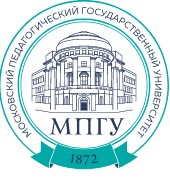 МОСКОВСКИЙ ПЕДАГОГИЧЕСКИЙ ГОСУДАРСТВЕННЫЙ УНИВЕРСИТЕТ
МПГУ
1872